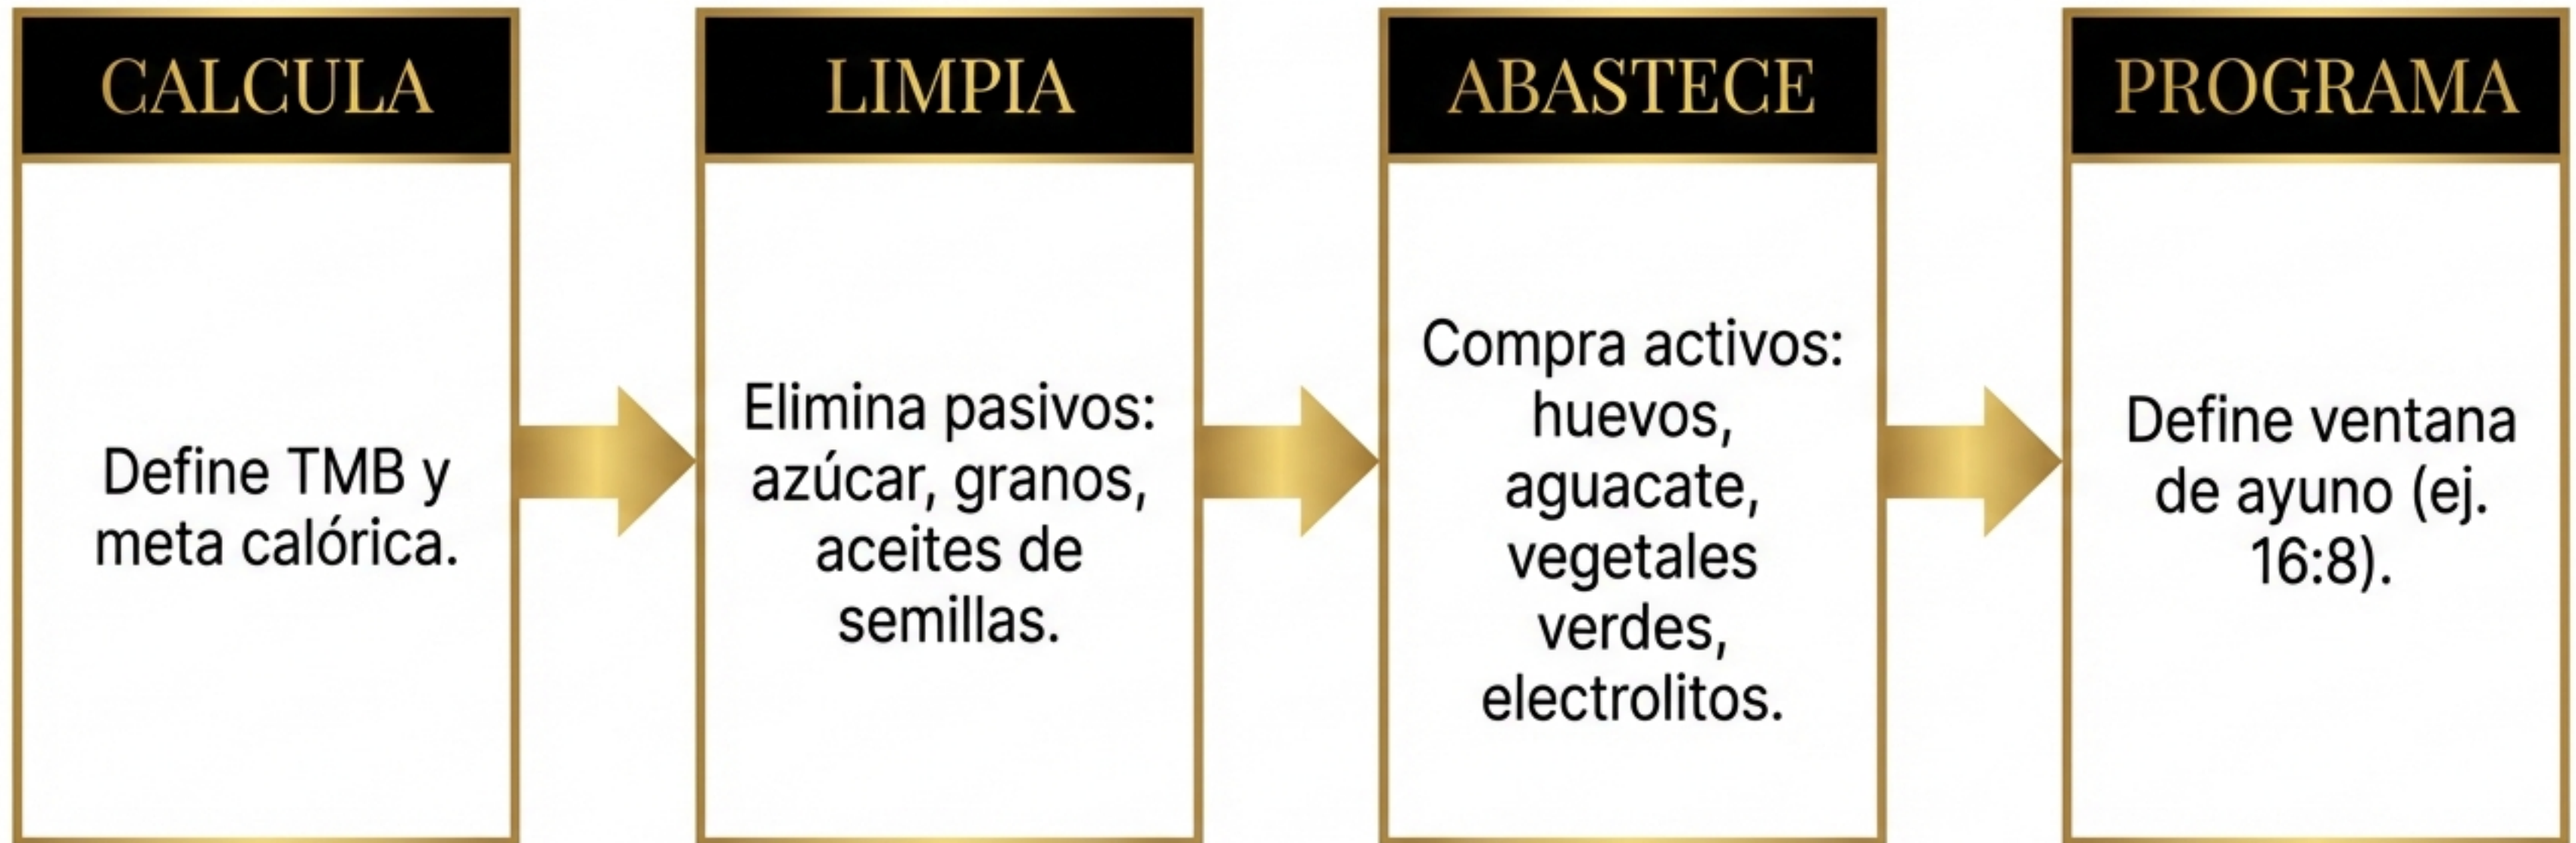 CALCULA
Define TMB y
meta calórica.
LIMPIA
Elimina pasivos:
azúcar, granos,
aceites de
semillas.
ABASTECE
Compra activos:
huevos,
aguacate,
vegetales
verdes,
electrolitos.
PROGRAMA
Define ventana
de ayuno (ej.
16:8).